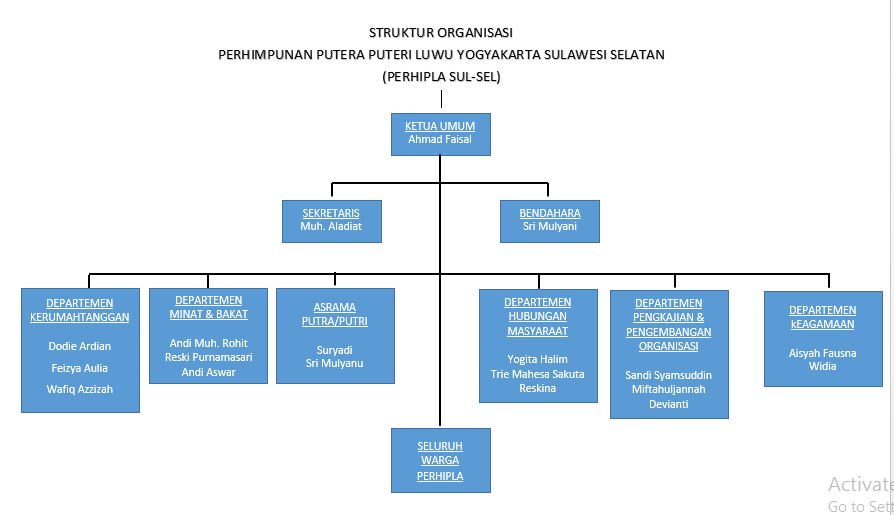 STRUKTUR ORGANISASI
PERHIMPUNAN PUTERA PUTERI LUWU YOGYAKARTA SULAWESI SELATAN
(PERHIPLA SUL-SEL)
KETUA UMUM
Ahmad Faisal
SEKRETARIS
Muh. Aladiat
BENDAHARA
Sri Mulyani
DEPARTEMEN
KERUMAHTANGGAN
Dodie Ardian
Feizya Aulia
Wafiq Azzizah
DEPARTEMEN
MINAT & BAKAT
Andi Muh. Rohit
Reski Purnamasari
Andi Aswar
ASRAMA
PUTRA/PUTRI
Suryadi
Sri Mulyanu
DEPARTEMEN
HUBUNGAN
MASYARAAT
Yogita Halim
Trie Mahesa Sakuta
Reskina
DEPARTEMEN
PENGKAJIAN &
PENGEMBANGAN
ORGANISASI
Sandi Syamsuddin
Miftahuljannah
Devianti
DEPARTEMEN
kEAGAMAAN
Aisyah Fausna
Widia
SELURUH
WARGA
PERHIPLA
Activate
Go to Sett